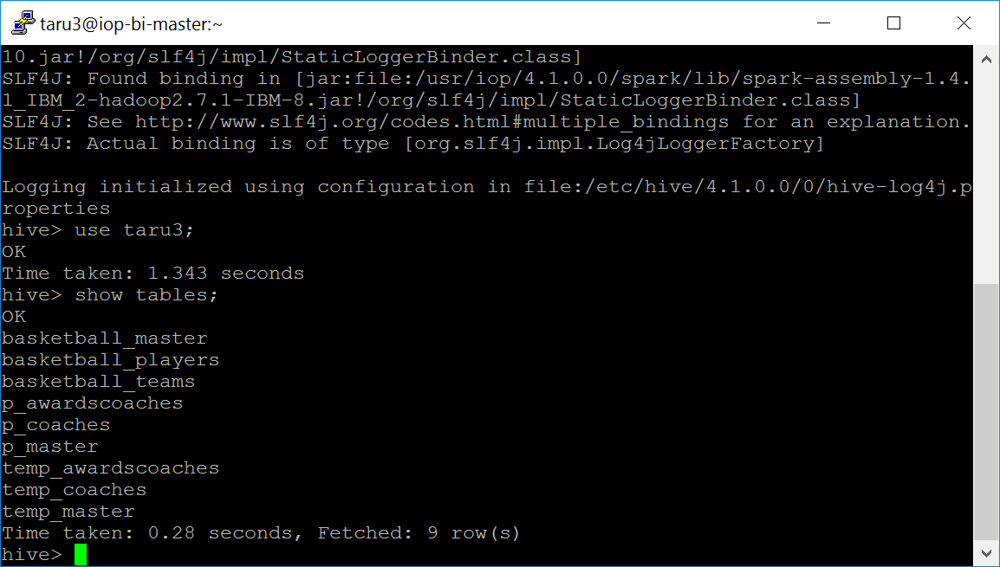 taru3@iop-bi-master:~
10.jar!/org/slf4j/impl/StaticLoggerBinder.class]
SLF4J: Found binding in [jar:file:/usr/iop/4.1.0.0/spark/lib/spark-assembly-1.4.
1_IBM_2-hadoop2.7.1-IBM-8.jar!/org/slf4j/impl/StaticLoggerBinder.class]
SLF4J: See http://www.slf4j.org/codes.html#multiple_bindings for an explanation.
SLF4J: Actual binding is of type [org.slf4j.impl.Log4jLoggerFactory]
Logging initialized using configuration in file:/etc/hive/4.1.0.0/0/hive-log4j.p
roperties
hive> use taru3;
OK
Time taken: 1.343 seconds
hive> show tables;
OK
basketball_master
basketball_players
basketball_teams
p_awardscoaches
p_coaches
p_master
temp_awardscoaches
temp_coaches
temp_master
Time taken: 0.28 seconds, Fetched: 9 row(s)
hive>